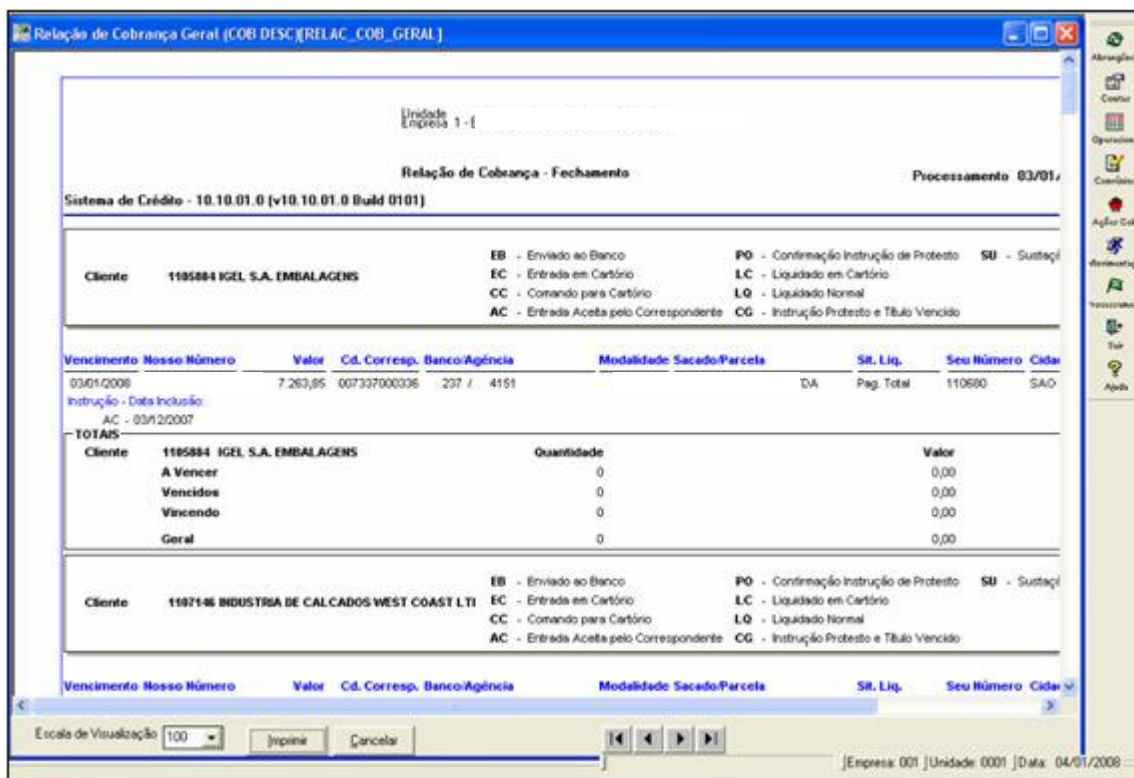 Relação de Cobrança Geral (COB DESC)[RELAC_COB_GERAL]
Unidade
Empresa 1 -
Relação de Cobrança - Fechamento
Processamento 03/01/
Sistema de Crédito - 10.10.01.0 (v10.10.01.0 Build 0101)
EB - Enviado ao Banco PO - Confirmação Instrução de Protesto SU - Sustaçã
Cliente 1105884 IGEL S.A. EMBALAGENS EC - Entrada em Cartório LC - Liquidado em Cartório
CC - Comando para Cartório LQ - Liquidado Normal
AC - Entrada Aceita pelo Correspondente CG - Instrução Protesto e Título Vencido
Vencimento Nosso Número Valor Cd. Corresp. Banco/Agência Modalidade Sacado/Parcela Sit. Liq. Seu Número Cidad
03/01/2008 7.263,85 007337000336 237 / 4151 DA Pag. Total 110680 SAO
Instrução - Data Inclusão:
AC - 03/12/2007
TOTAIS
Cliente 1105884 IGEL S.A. EMBALAGENS Quantidade Valor
A Vencer 0 0,00
Vencidos 0 0,00
Vincendo 0 0,00
Geral 0 0,00
EB - Enviado ao Banco PO - Confirmação Instrução de Protesto SU - Sustaçã
Cliente 1107146 INDUSTRIA DE CALCADOS WEST COAST LTI EC - Entrada em Cartório LC - Liquidado em Cartório
CC - Comando para Cartório LQ - Liquidado Normal
AC - Entrada Aceita pelo Correspondente CG - Instrução Protesto e Título Vencido
Vencimento Nosso Número Valor Cd. Corresp. Banco/Agência Modalidade Sacado/Parcela Sit. Liq. Seu Número Cidad
Escala de Visualização 100 Imprimir Cancelar
Empresa: 001 Unidade: 0001 Data: 04/01/2008
Contur
Sair
Ajuda